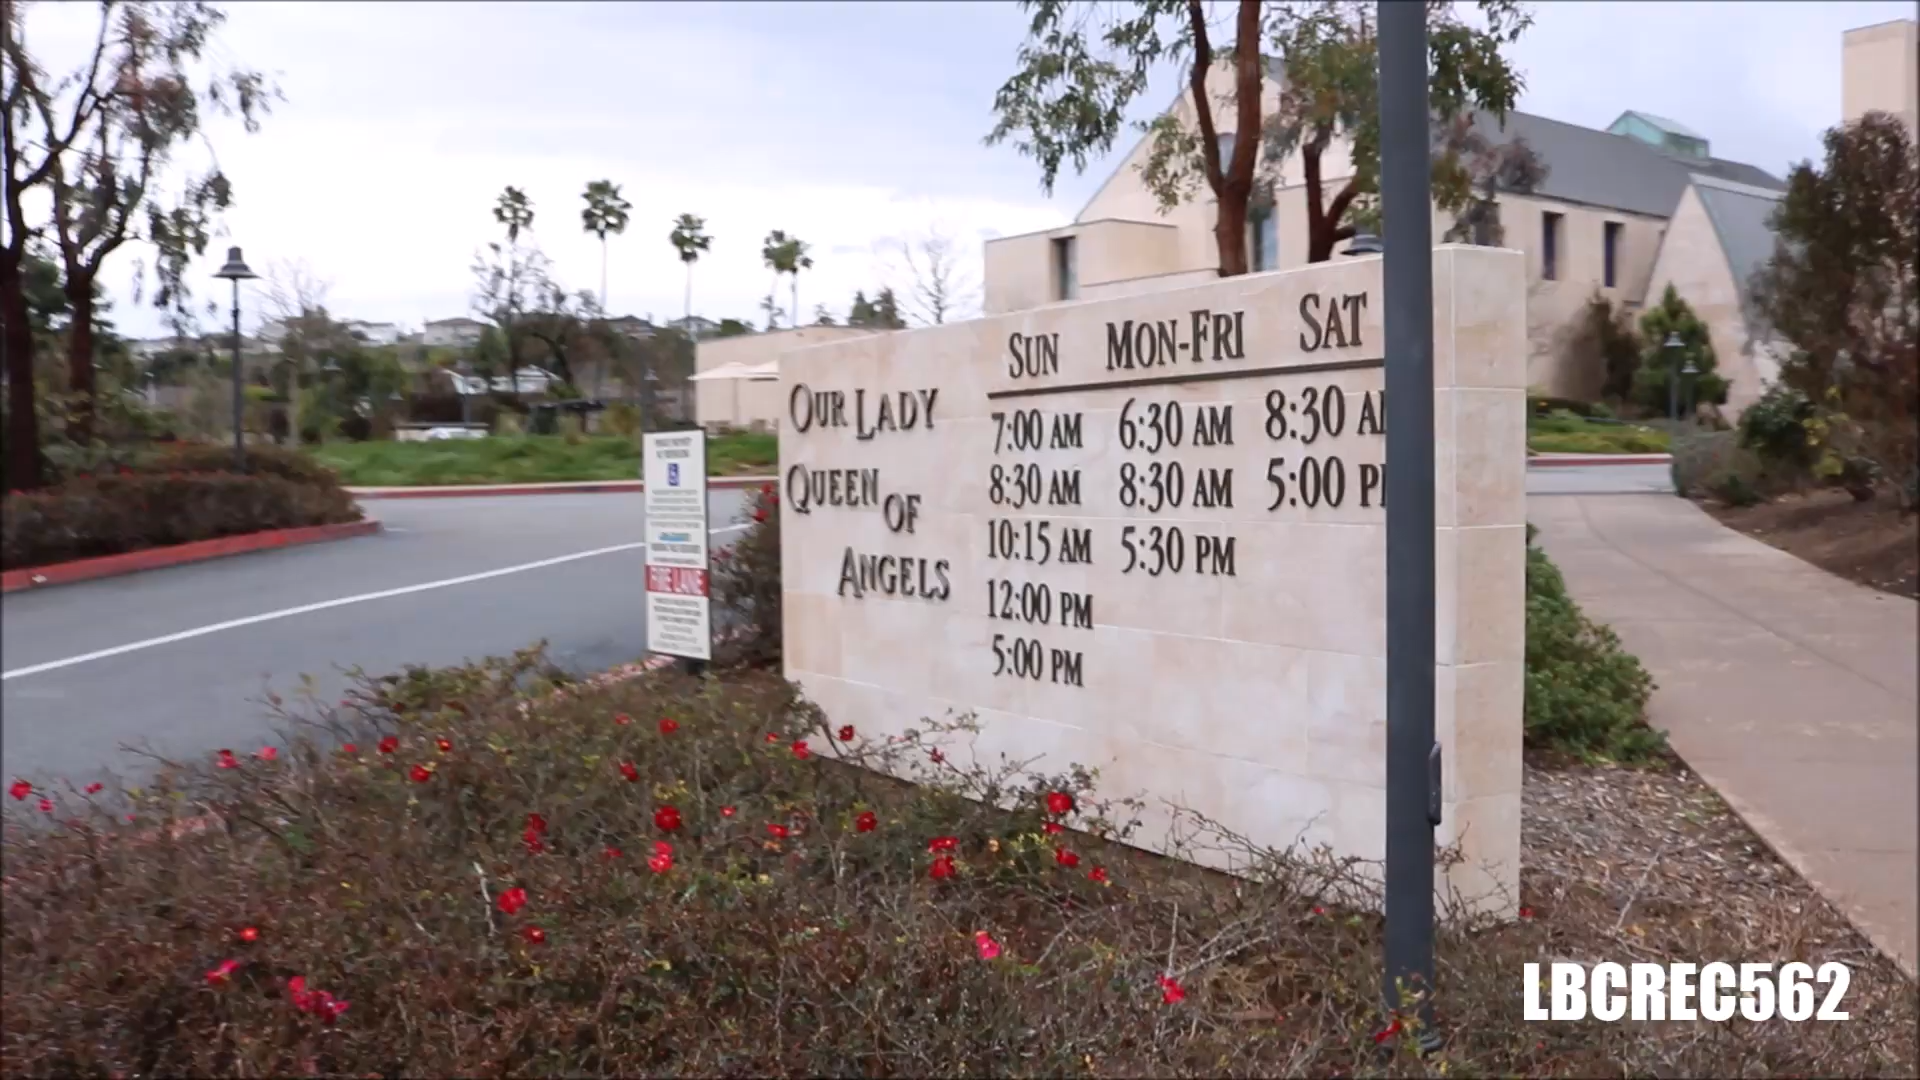 OUR LADY
QUEEN OF
ANGELS
SUN MON-FRI SAT
7:00 AM 6:30 AM 8:30 A
8:30 AM 8:30 AM 5:00 P
10:15 AM 5:30 PM
12:00 PM
5:00 PM
FIRE LANE
LBCREC562